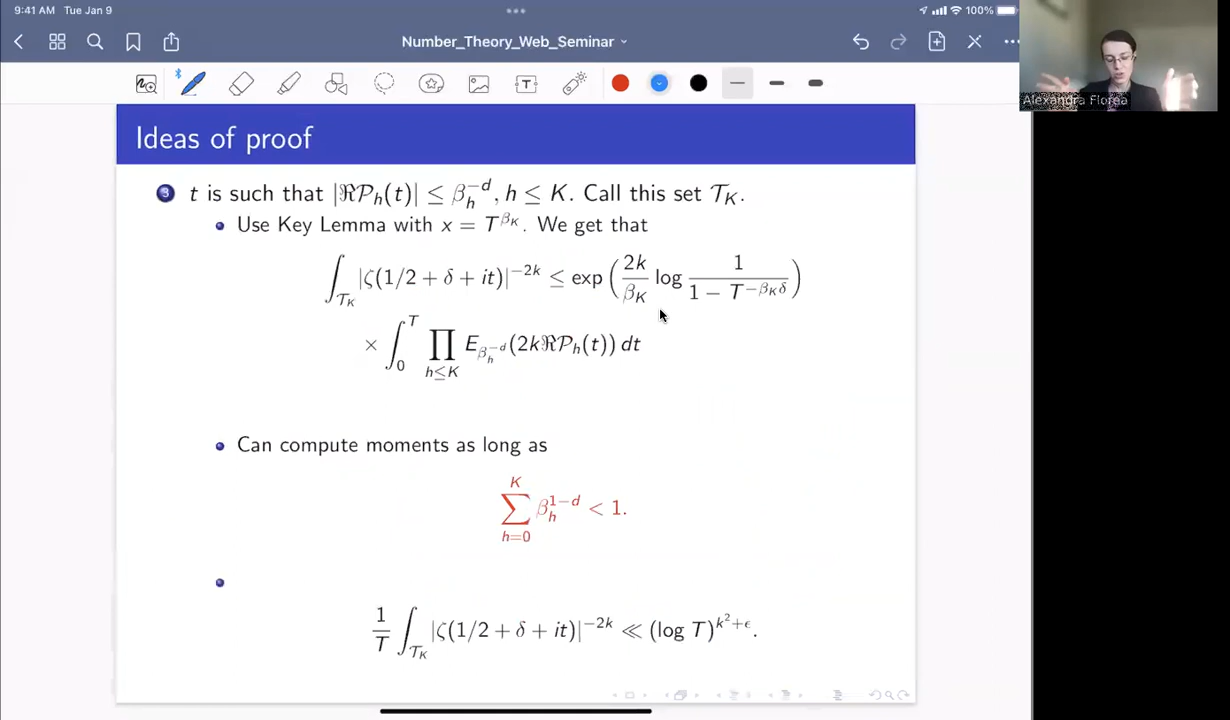 9:41 AM Tue Jan 9
100%
Number_Theory_Web_Seminar
T
Alexandra Florea
Ideas of proof
3 t is such that |ℜ𝒫_h(t)| ≤ β_h^{-d}, h ≤ K. Call this set 𝒯_K.
Use Key Lemma with x = T^{β_K}. We get that
∫_{𝒯_K} |ζ(1/2 + δ + it)|^{-2k} ≤ exp(2k/β_K log 1/(1 − T^{-β_Kδ}))
× ∫_0^T ∏_{h≤K} E_{β_h^{-d}}(2kℜ𝒫_h(t)) dt
Can compute moments as long as
∑_{h=0}^K β_h^{1-d} < 1.
1/T ∫_{𝒯_K} |ζ(1/2 + δ + it)|^{-2k} ≪ (log T)^{k^2+ϵ}.